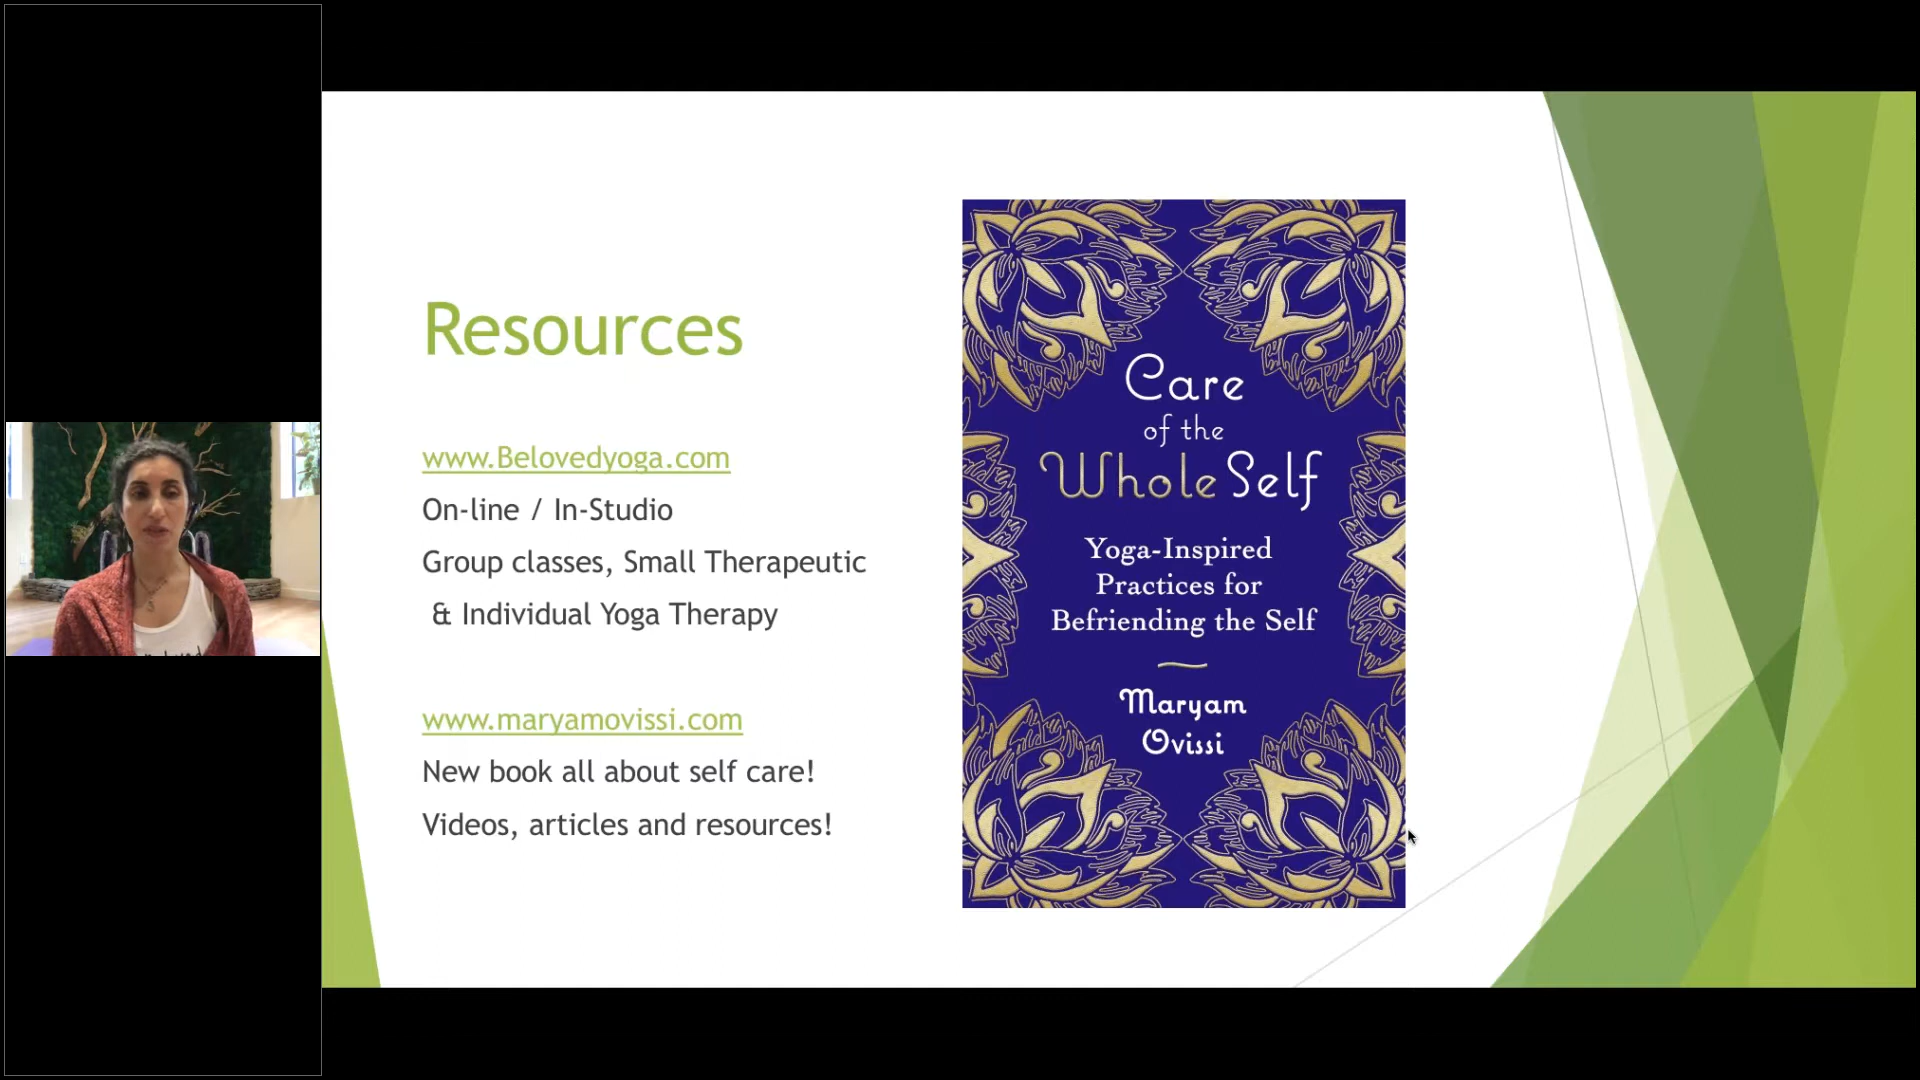 Resources
www.Belovedyoga.com
On-line / In-Studio
Group classes, Small Therapeutic
& Individual Yoga Therapy
www.maryamovissi.com
New book all about self care!
Videos, articles and resources!
Care
of the
Whole Self
Yoga-Inspired
Practices for
Befriending the Self
Maryam
Ovissi